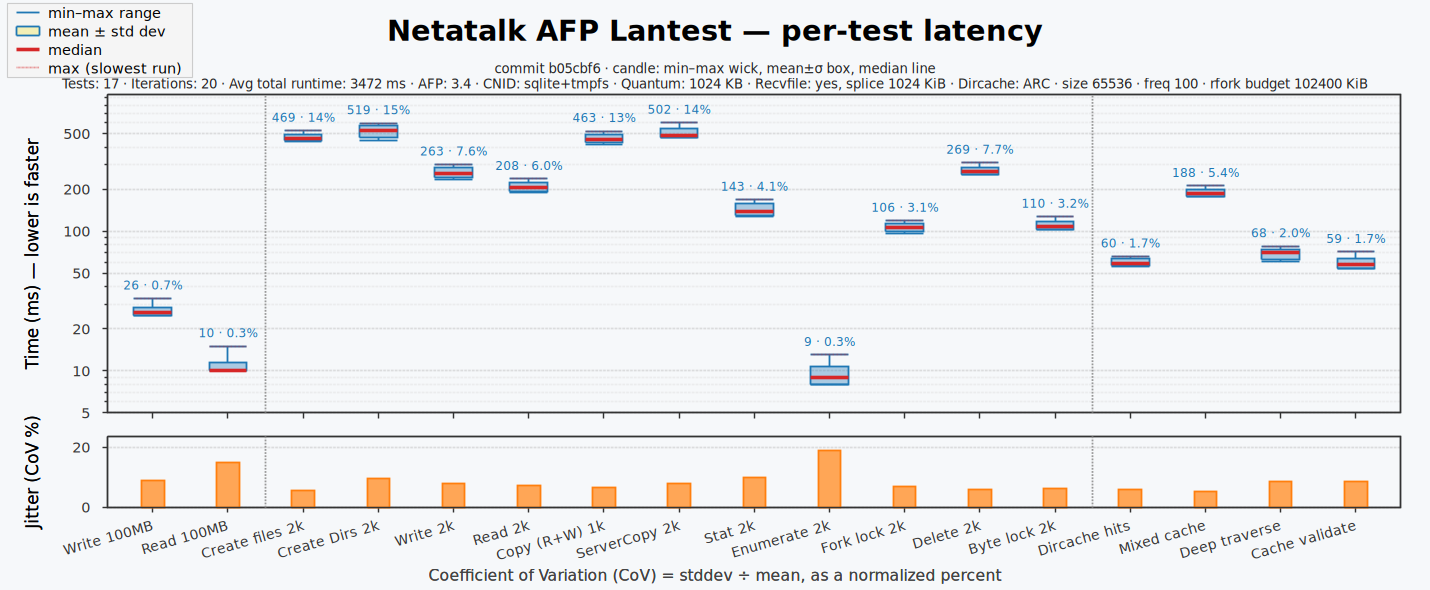 min–max range
mean ± std dev
median
max (slowest run)
Netatalk AFP Lantest — per-test latency
commit b05cbf6 · candle: min–max wick, mean±σ box, median line
Tests: 17 · Iterations: 20 · Avg total runtime: 3472 ms · AFP: 3.4 · CNID: sqlite+tmpfs · Quantum: 1024 KB · Recvfile: yes, splice 1024 KiB · Dircache: ARC · size 65536 · freq 100 · rfork budget 102400 KiB
Time (ms) — lower is faster
500
200
100
50
20
10
5
26 · 0.7%
10 · 0.3%
469 · 14%
519 · 15%
263 · 7.6%
208 · 6.0%
463 · 13%
502 · 14%
143 · 4.1%
9 · 0.3%
106 · 3.1%
269 · 7.7%
110 · 3.2%
60 · 1.7%
188 · 5.4%
68 · 2.0%
59 · 1.7%
Jitter (CoV %)
20
0
Write 100MB
Read 100MB
Create files 2k
Create Dirs 2k
Write 2k
Read 2k
Copy (R+W) 1k
ServerCopy 2k
Stat 2k
Enumerate 2k
Fork lock 2k
Delete 2k
Byte lock 2k
Dircache hits
Mixed cache
Deep traverse
Cache validate
Coefficient of Variation (CoV) = stddev ÷ mean, as a normalized percent